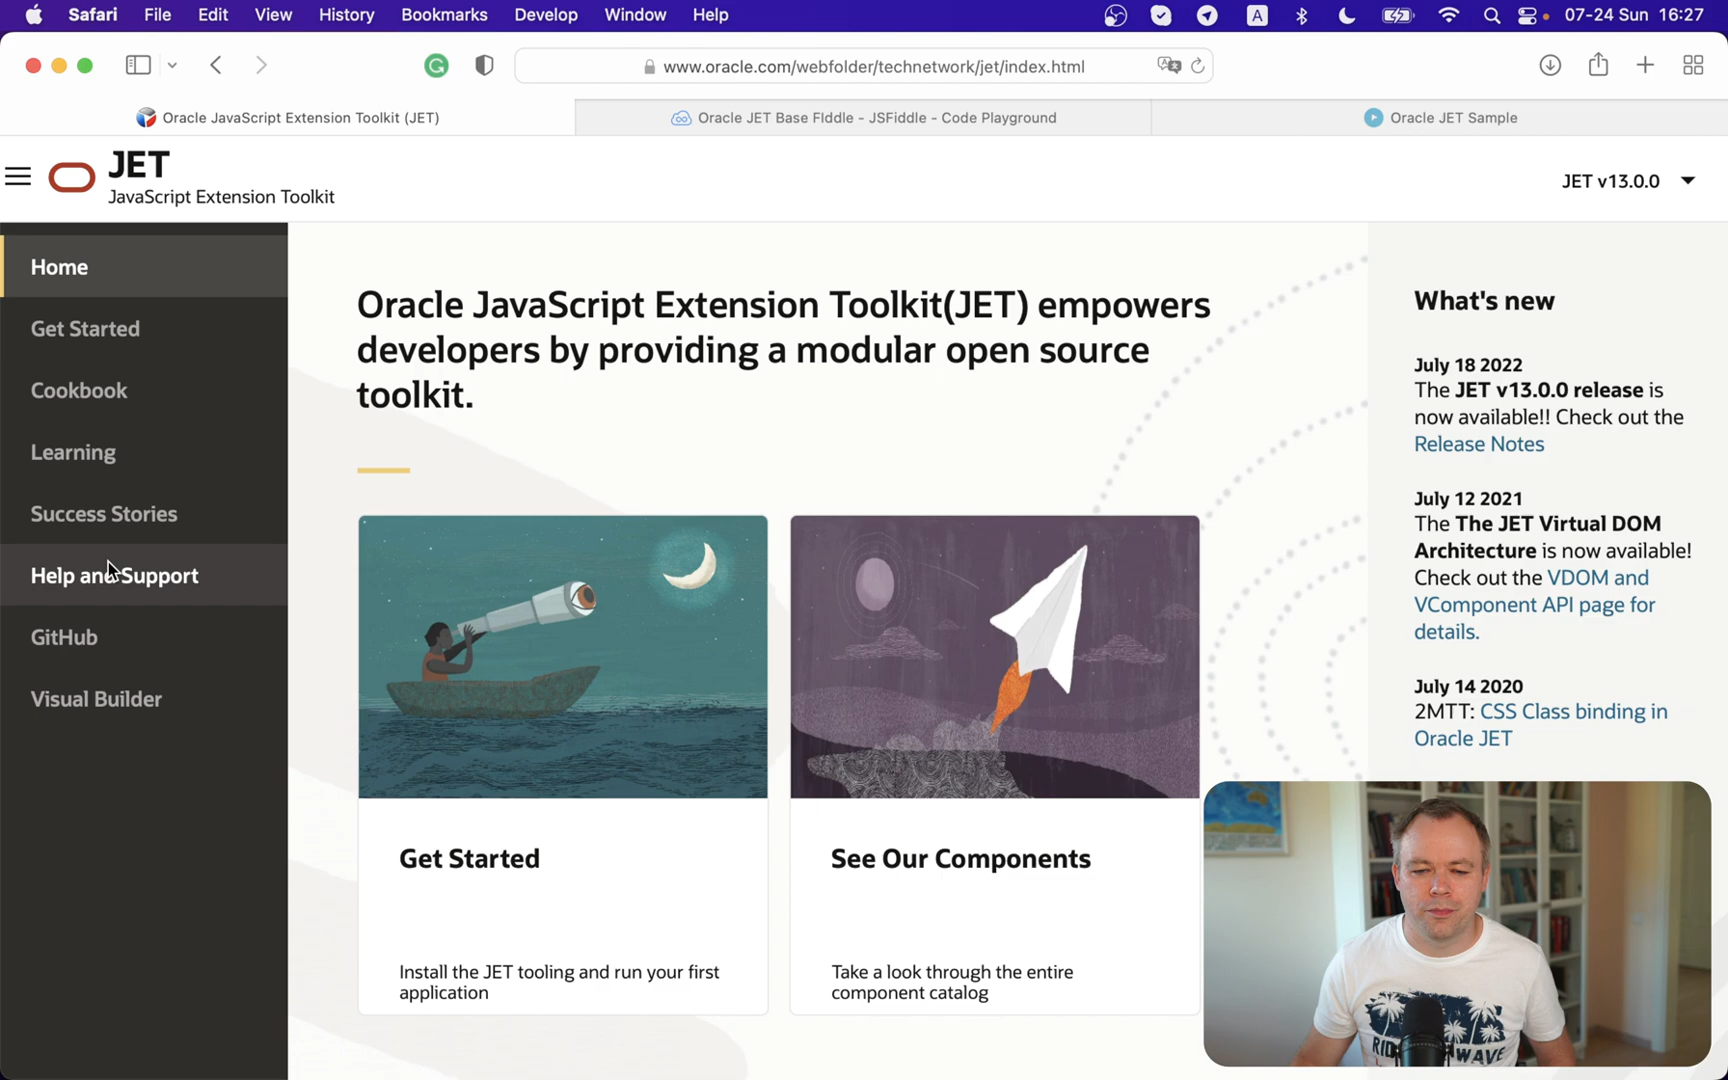 Safari File Edit View History Bookmarks Develop Window Help A 07-24 Sun 16:27
www.oracle.com/webfolder/technetwork/jet/index.html
Oracle JavaScript Extension Toolkit (JET)
Oracle JET Base FIddle - JSFiddle - Code Playground
Oracle JET Sample
JET
JavaScript Extension Toolkit
JET v13.0.0
Home
Get Started
Cookbook
Learning
Success Stories
Help and Support
GitHub
Visual Builder
Oracle JavaScript Extension Toolkit(JET) empowers
developers by providing a modular open source
toolkit.
Get Started
Install the JET tooling and run your first
application
See Our Components
Take a look through the entire
component catalog
What's new
July 18 2022
The JET v13.0.0 release is
now available!! Check out the
Release Notes
July 12 2021
The The JET Virtual DOM
Architecture is now available!
Check out the VDOM and
VComponent API page for
details.
July 14 2020
2MTT: CSS Class binding in
Oracle JET